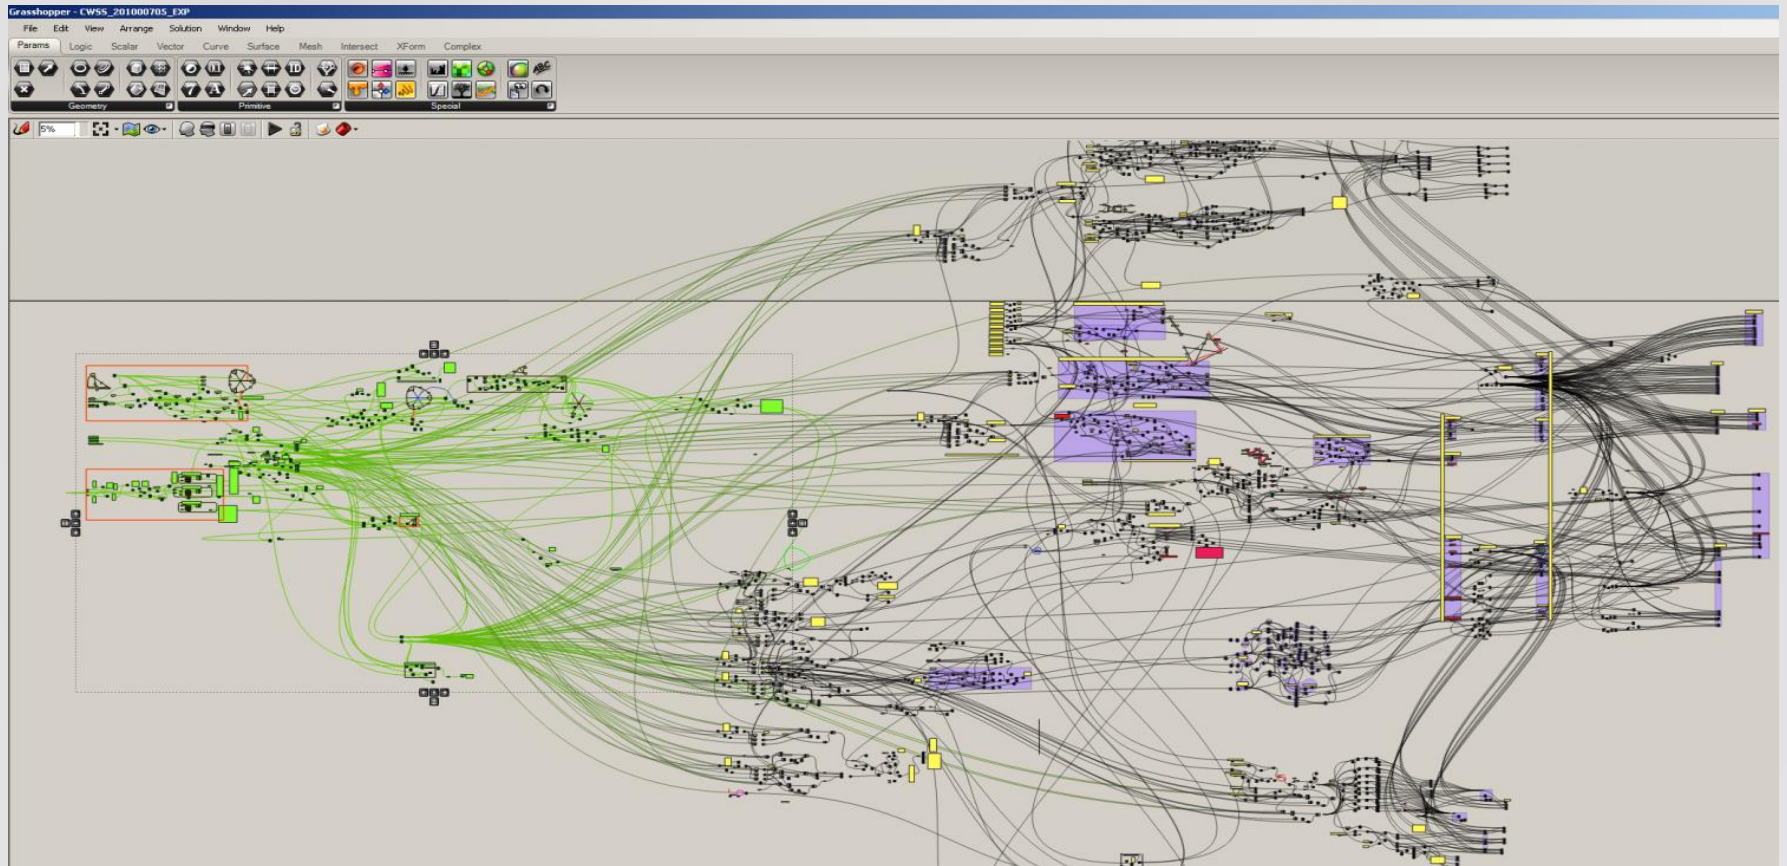 Grasshopper - CWSS_20100070S_EXP
File Edit View Arrange Solution Window Help
Params Logic Scalar Vector Curve Surface Mesh Intersect XForm Complex
Geometry Primitive Special
5%